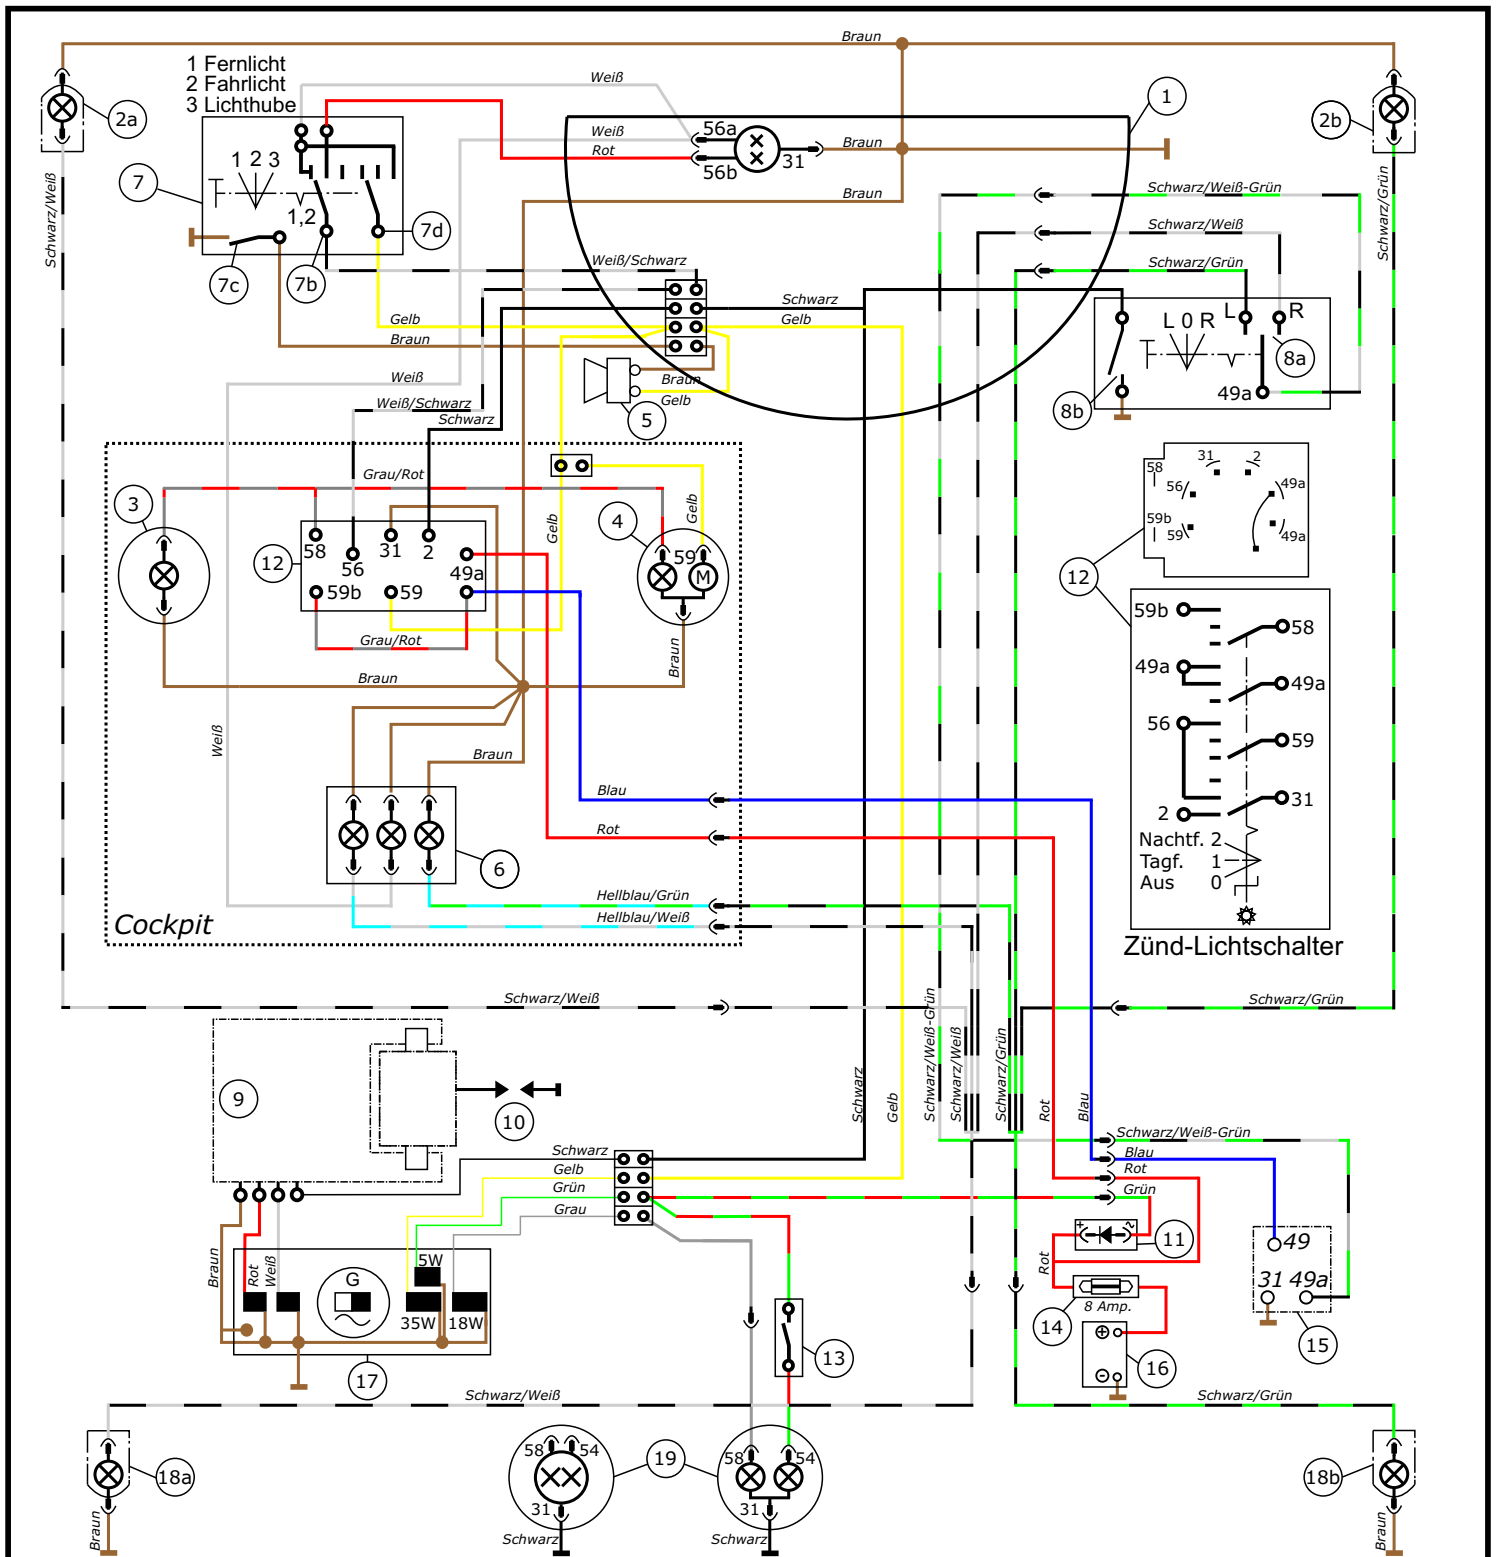 Braun
1 Fernlicht
2 Fahrlicht
3 Lichthube
Weiß
1
2a
2b
Weiß
56a
Braun
31
Rot
56b
1 2 3
7
Schwarz/Weiß
Schwarz/Weiß-Grün
Schwarz/Grün
Braun
1,2
7d
Schwarz/Weiß
7c
7b
Weiß/Schwarz
Schwarz/Grün
Schwarz
L
R
L 0 R
Gelb
Gelb
8a
Braun
Weiß
Braun
49a
Weiß/Schwarz
Gelb
8b
Schwarz
5
Grau/Rot
31
2
58
56
49a
3
Gelb
Gelb
4
59b
59
49a
58
56
31
2
12
49a
59
M
12
59b
59
59b
58
Grau/Rot
Braun
49a
49a
Braun
56
59
Weiß
Braun
Blau
31
2
Rot
Nachtf. 2
Tagf. 1
Aus 0
6
Hellblau/Grün
Hellblau/Weiß
Cockpit
Zünd-Lichtschalter
Schwarz/Weiß
Schwarz/Grün
9
10
Schwarz
Gelb
Schwarz/Weiß-Grün
Schwarz/Weiß
Schwarz/Grün
Rot
Blau
Schwarz/Weiß-Grün
Schwarz
Blau
Gelb
Rot
Grün
Grün
Grau
Braun
Rot
Weiß
5W
G
35W
18W
17
+
~
11
Rot
8 Amp.
14
49
31
49a
15
16
13
Schwarz/Weiß
Schwarz/Grün
18a
58
54
19
58
54
18b
31
31
Braun
Schwarz
Schwarz
Braun